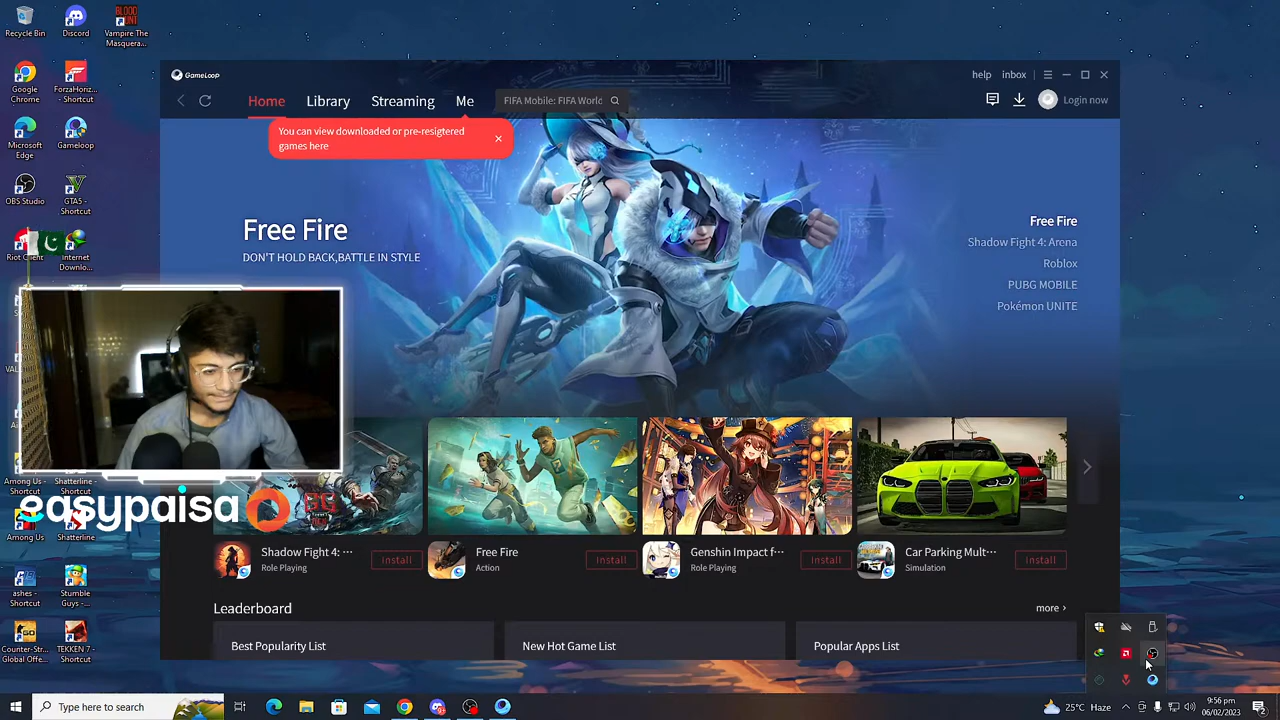 Recycle Bin
Discord
Vampire The Masquera...
Google Chrome
ForzaHoriz... - Shortcut
Microsoft Edge
Gameloop
OBS Studio
GTA5 - Shortcut
Riot Client
Internet Downlo...
Among Us - Shortcut
Shatterline - Shortcut
Among Us
Shatterline
ashes - Shortcut
Stumble Guys -...
Counter-Str... Global Offe...
TEKKEN 7 - Shortcut
easypaisa
GameLoop
help
inbox
Home
Library
Streaming
Me
FIFA Mobile: FIFA World
Login now
You can view downloaded or pre-resigtered
games here
Free Fire
DON'T HOLD BACK,BATTLE IN STYLE
Free Fire
Shadow Fight 4: Arena
Roblox
PUBG MOBILE
Pokémon UNITE
Shadow Fight 4: ···
Role Playing
Install
Free Fire
Action
Install
Genshin Impact f···
Role Playing
Install
Car Parking Mult···
Simulation
Install
Leaderboard
more
Best Popularity List
New Hot Game List
Popular Apps List
Type here to search
25°C Haze
9:56 pm
06/02/2023